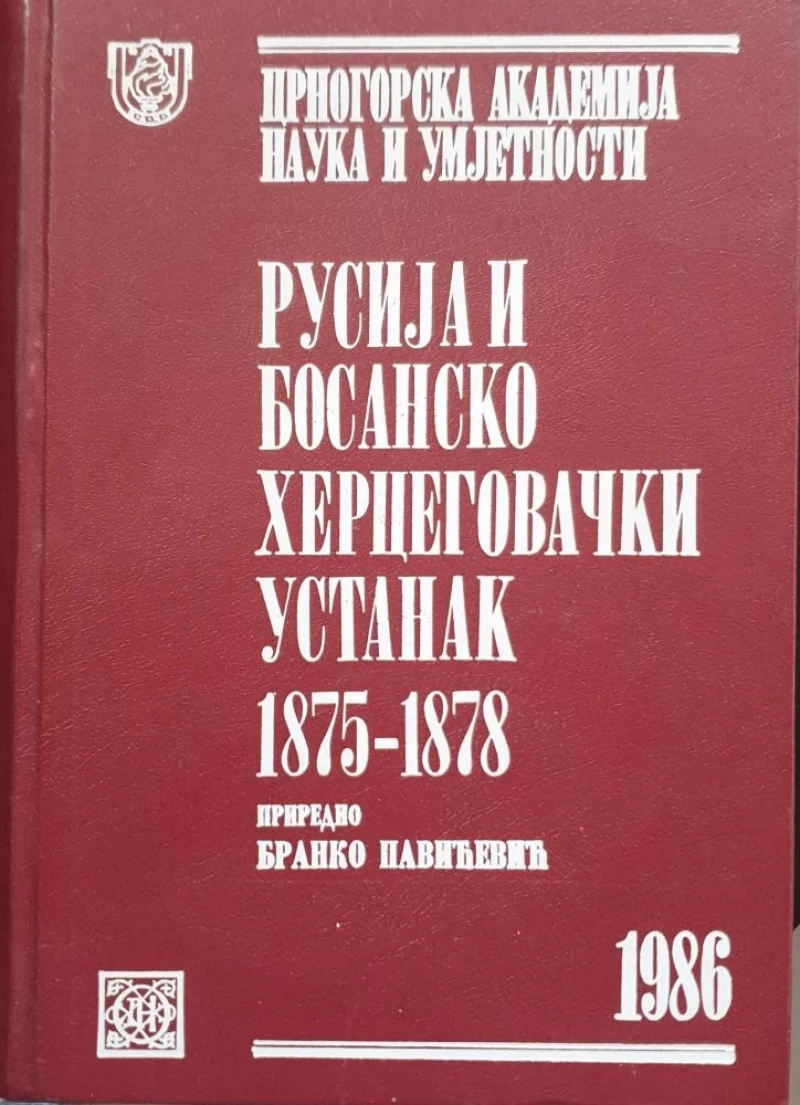 ЦРНОГОРСКА АКАДЕМИЈА
НАУКА И УМЈЕТНОСТИ
РУСИЈА И
БОСАНСКО
ХЕРЦЕГОВАЧКИ
УСТАНАК
1875-1878
ПРИРЕДИО
БРАНКО ПАВИЋЕВИЋ
1986